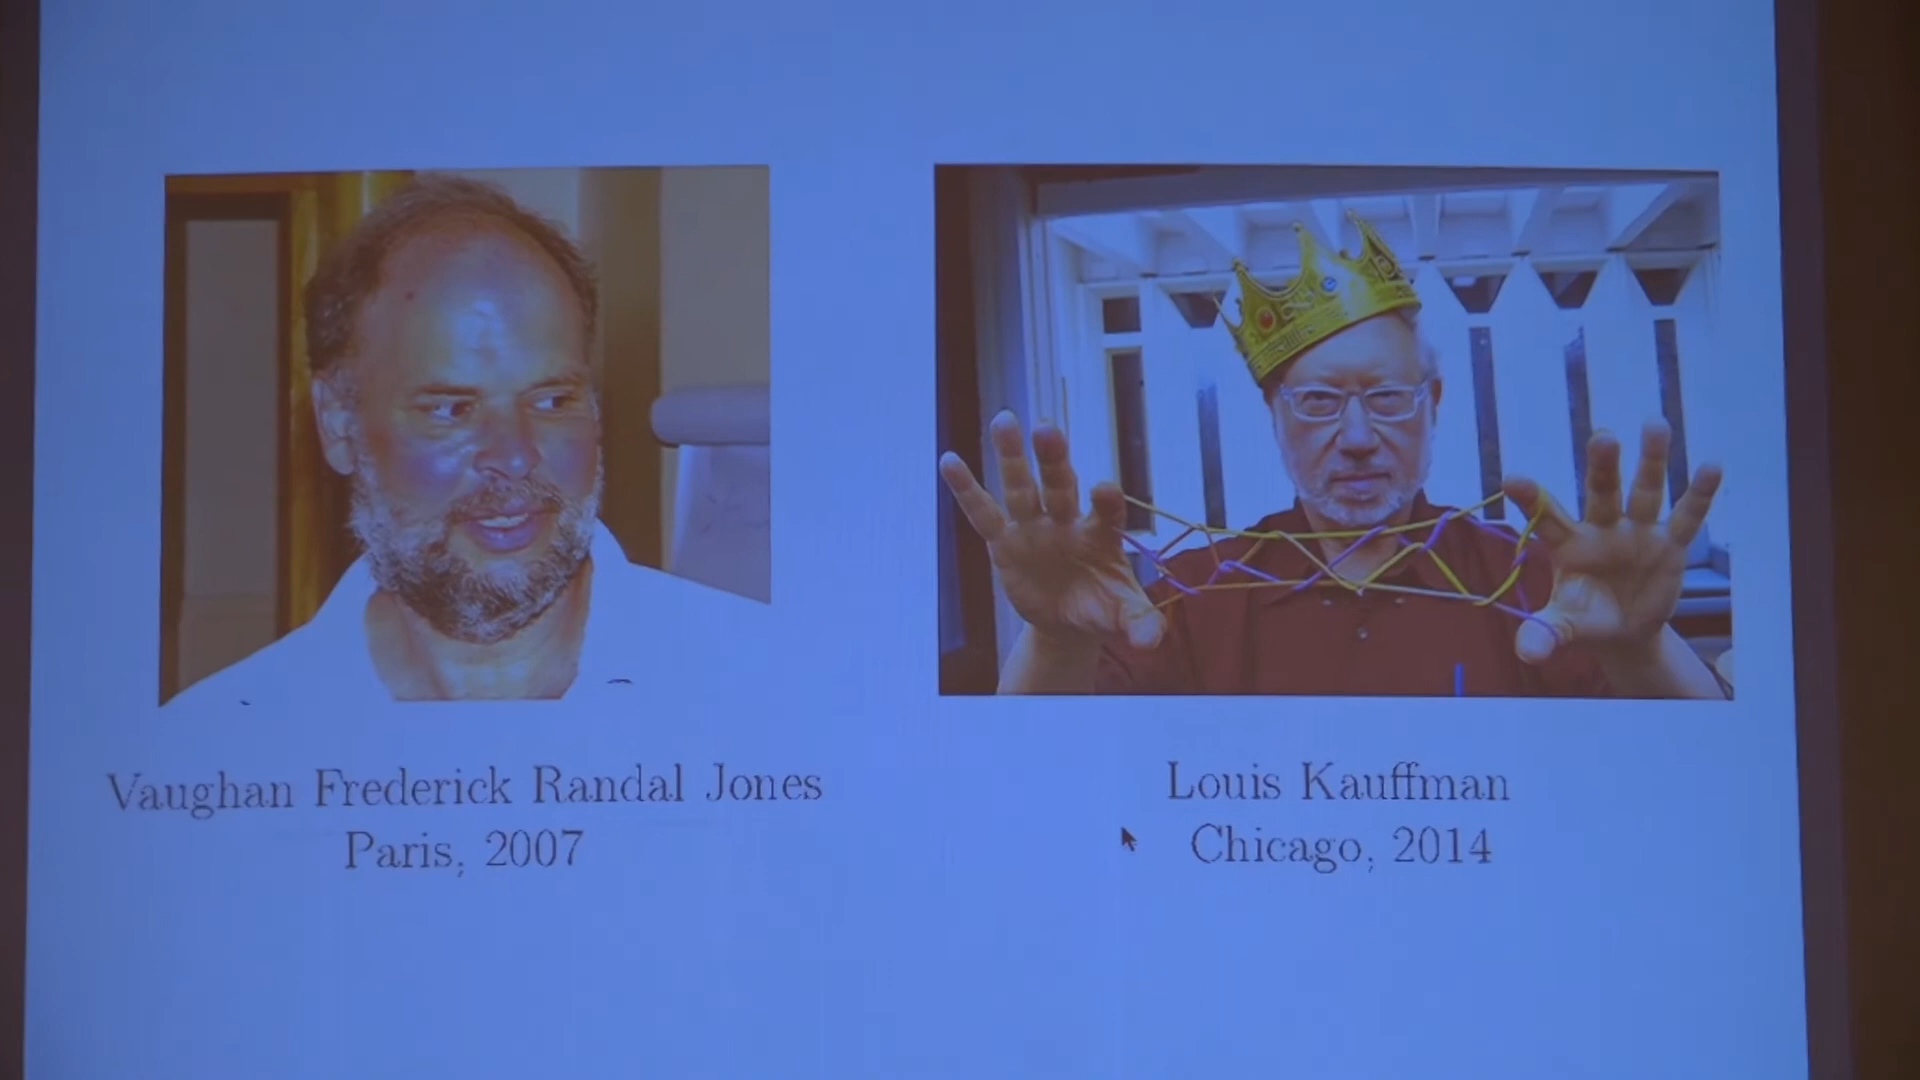 Vaughan Frederick Randal Jones
Paris, 2007
Louis Kauffman
Chicago, 2014